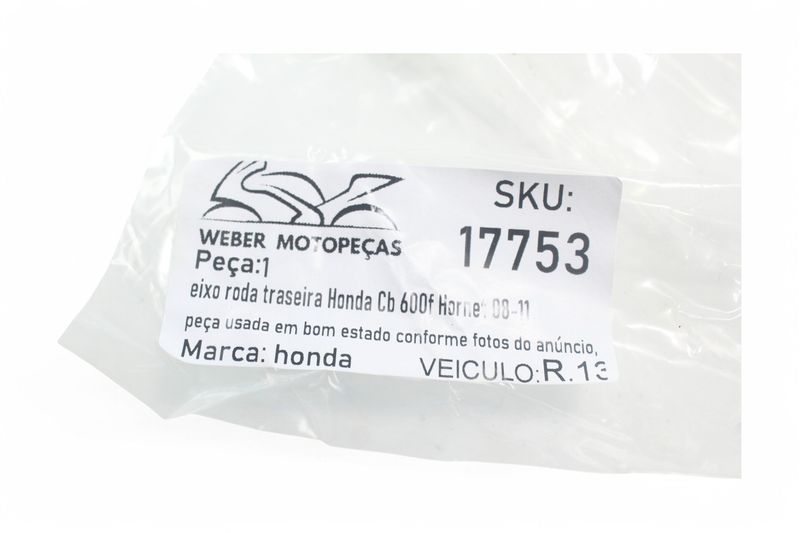 SKU:
WEBER MOTOPEÇAS
17753
Peça:1
eixo roda traseira Honda Cb 600f Hornet 08-11
peça usada em bom estado conforme fotos do anúncio,
Marca: honda
VEICULO:R.13